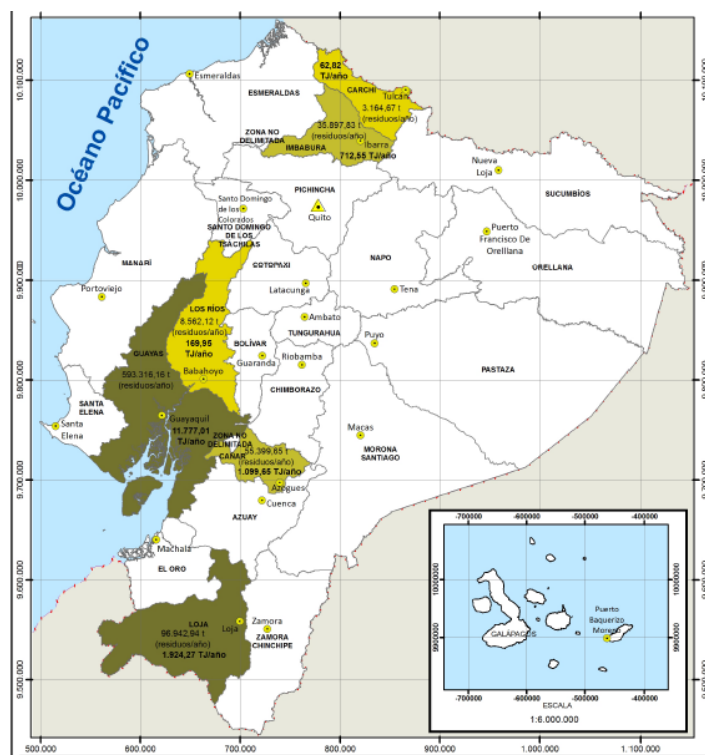 Océano Pacífico
10.100.000
10.000.000
9.900.000
9.800.000
9.700.000
9.600.000
9.500.000
500.000
600.000
700.000
800.000
900.000
1.000.000
1.100.000
Esmeraldas
ESMERALDAS
62,82
TJ/año
CARCHI
Tulcán
3.164,67 t
(residuos/año)
(residuos/año)
ZONA NO
DELIMITADA
IMBABURA
Ibarra
712,55 TJ/año
Nueva
Loja
SUCUMBÍOS
PICHINCHA
Quito
Santo Domingo
de los
Colorados
SANTO DOMINGO
DE LOS
TSÁCHILAS
Puerto
Francisco De
Orelllana
ORELLANA
NAPO
Tena
MANABÍ
Portoviejo
COTOPAXI
Latacunga
LOS RÍOS
8.562,12 t
(residuos/año)
169,95
TJ/año
Babahoyo
Ambato
TUNGURAHUA
BOLÍVAR
Guaranda
Riobamba
CHIMBORAZO
Puyo
PASTAZA
GUAYAS
593.316,16 t
(residuos/año)
Guayaquil
11.777,01
TJ/año
SANTA
ELENA
Santa
Elena
ZONA NO
DELIMITADA
CAÑAR
55.399,65 t
(residuos/año)
1.099,65 TJ/año
Azogues
Cuenca
AZUAY
Macas
MORONA
SANTIAGO
Machala
EL ORO
LOJA
96.942,94 t
(residuos/año)
1.924,27 TJ/año
Loja
Zamora
ZAMORA
CHINCHIPE
-700000
-600000
-500000
-400000
10000000
9900000
GALÁPAGOS
Puerto
Baquerizo
Moreno
-700000
-600000
-500000
-400000
ESCALA
1:6.000.000